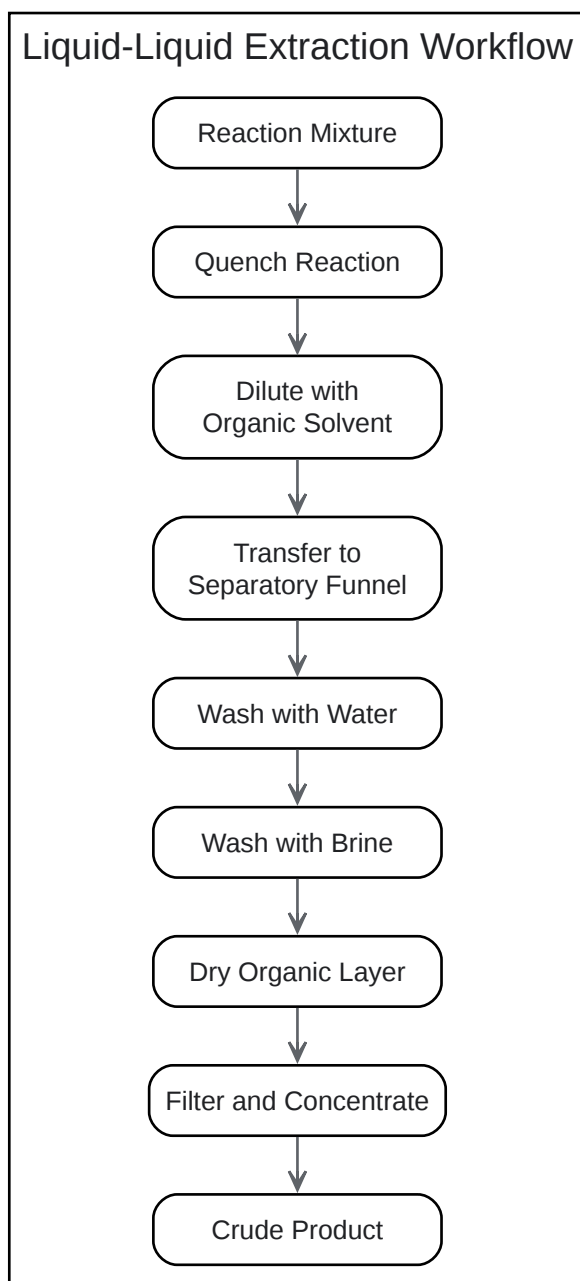 Liquid-Liquid Extraction Workflow
Reaction Mixture
Quench Reaction
Dilute with
Organic Solvent
Transfer to
Separatory Funnel
Wash with Water
Wash with Brine
Dry Organic Layer
Filter and Concentrate
Crude Product